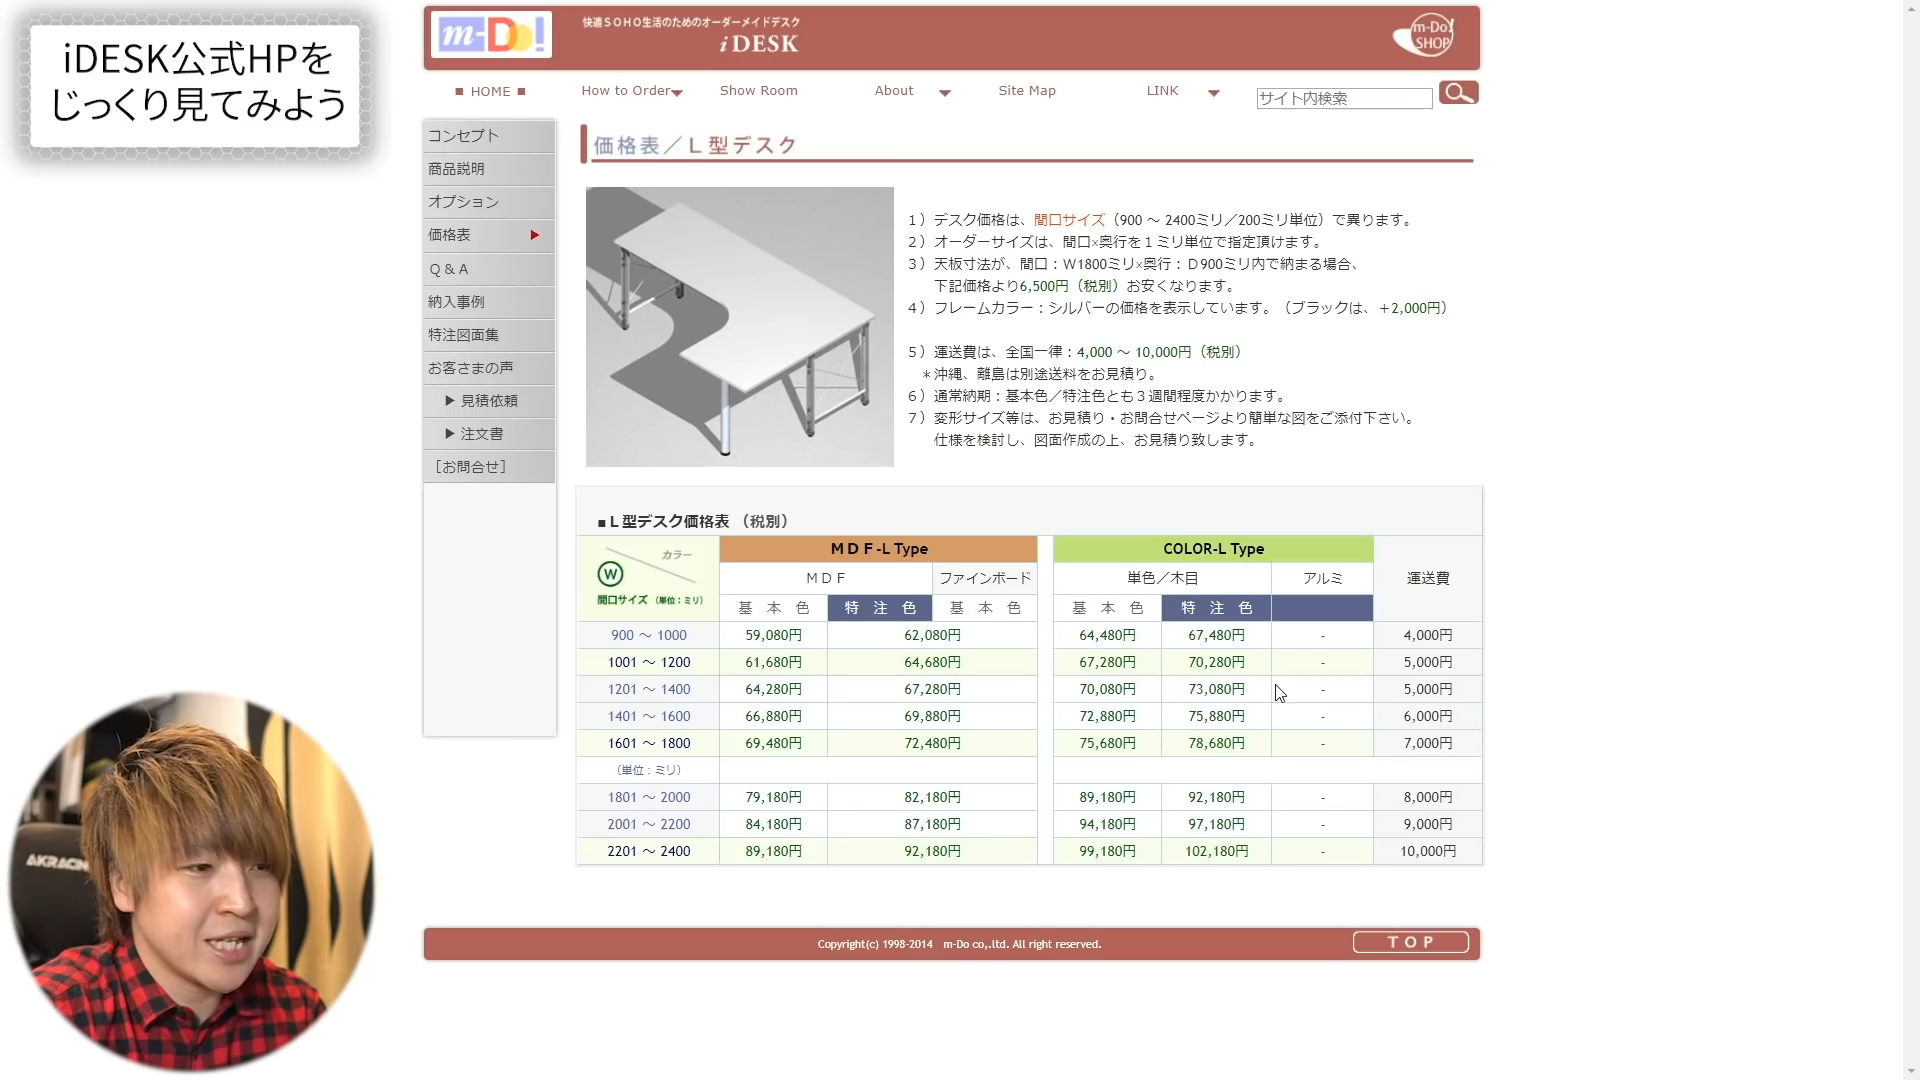 iDESK公式HPを
じっくり見てみよう
m-Do!
快適SOHO生活のためのオーダーメイドデスク
iDESK
m-Do!
SHOP
■ HOME ■
How to Order
Show Room
About
Site Map
LINK
サイト内検索
コンセプト
商品説明
オプション
価格表
Q&A
納入事例
特注図面集
お客さまの声
▶ 見積依頼
▶ 注文書
［お問合せ］
価格表／L型デスク
1）デスク価格は、間口サイズ（900 ～ 2400ミリ／200ミリ単位）で異ります。
2）オーダーサイズは、間口×奥行を１ミリ単位で指定頂けます。
3）天板寸法が、間口：W1800ミリ×奥行：D900ミリ内で納まる場合、
下記価格より6,500円（税別）お安くなります。
4）フレームカラー：シルバーの価格を表示しています。（ブラックは、＋2,000円）
5）運送費は、全国一律：4,000 ～ 10,000円（税別）
＊沖縄、離島は別途送料をお見積り。
6）通常納期：基本色／特注色とも３週間程度かかります。
7）変形サイズ等は、お見積り・お問合せページより簡単な図をご添付下さい。
仕様を検討し、図面作成の上、お見積り致します。
■L型デスク価格表 （税別）
カラー
W
間口サイズ（単位：ミリ）
MDF-L Type
COLOR-L Type
運送費
MDF
ファインボード
単色／木目
アルミ
基 本 色
特 注 色
基 本 色
基 本 色
特 注 色
900 ～ 1000 59,080円 62,080円 64,480円 67,480円 - 4,000円
1001 ～ 1200 61,680円 64,680円 67,280円 70,280円 - 5,000円
1201 ～ 1400 64,280円 67,280円 70,080円 73,080円 - 5,000円
1401 ～ 1600 66,880円 69,880円 72,880円 75,880円 - 6,000円
1601 ～ 1800 69,480円 72,480円 75,680円 78,680円 - 7,000円
（単位：ミリ）
1801 ～ 2000 79,180円 82,180円 89,180円 92,180円 - 8,000円
2001 ～ 2200 84,180円 87,180円 94,180円 97,180円 - 9,000円
2201 ～ 2400 89,180円 92,180円 99,180円 102,180円 - 10,000円
AKRACING
Copyright(c) 1998-2014 m-Do co,.ltd. All right reserved.
TOP